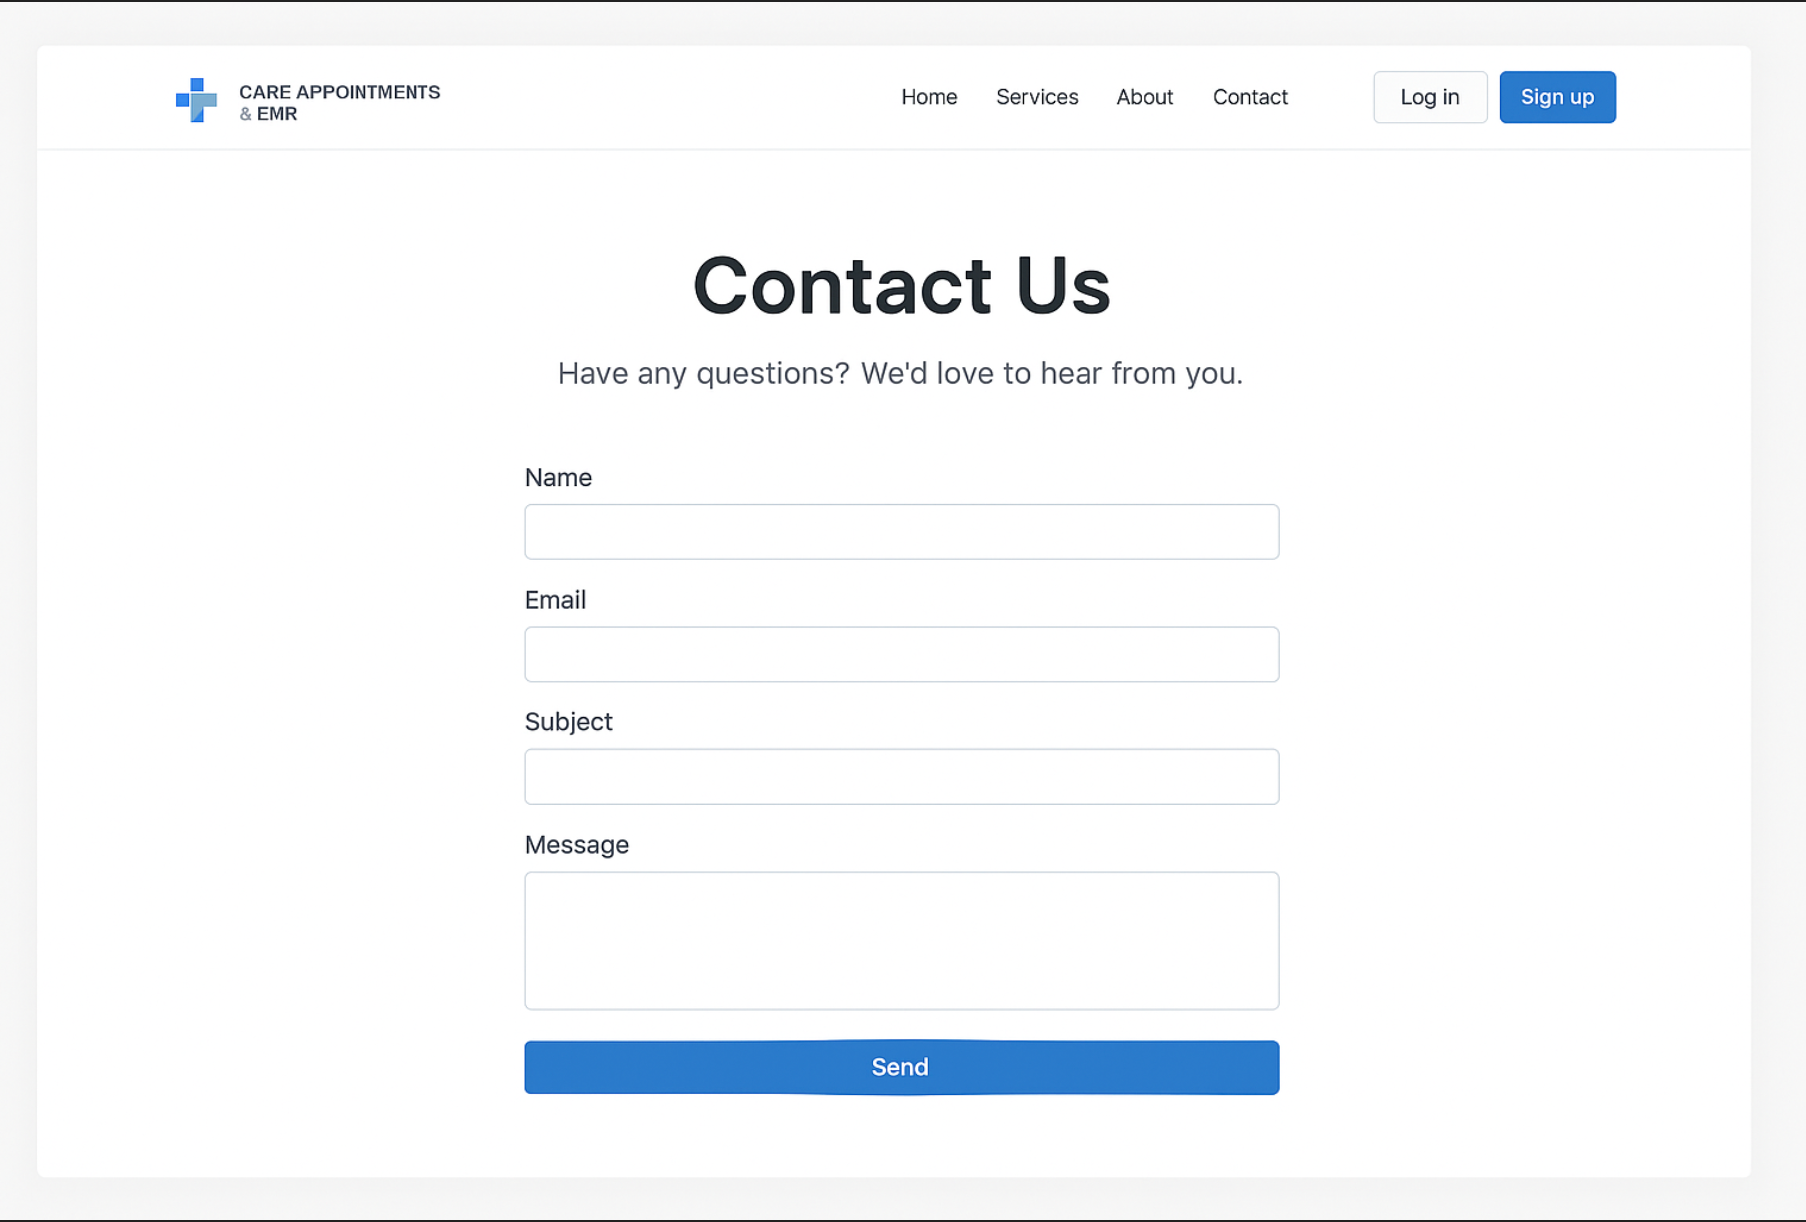 CARE APPOINTMENTS
& EMR
Home Services About Contact Log in Sign up
Contact Us
Have any questions? We'd love to hear from you.
Name
Email
Subject
Message
Send